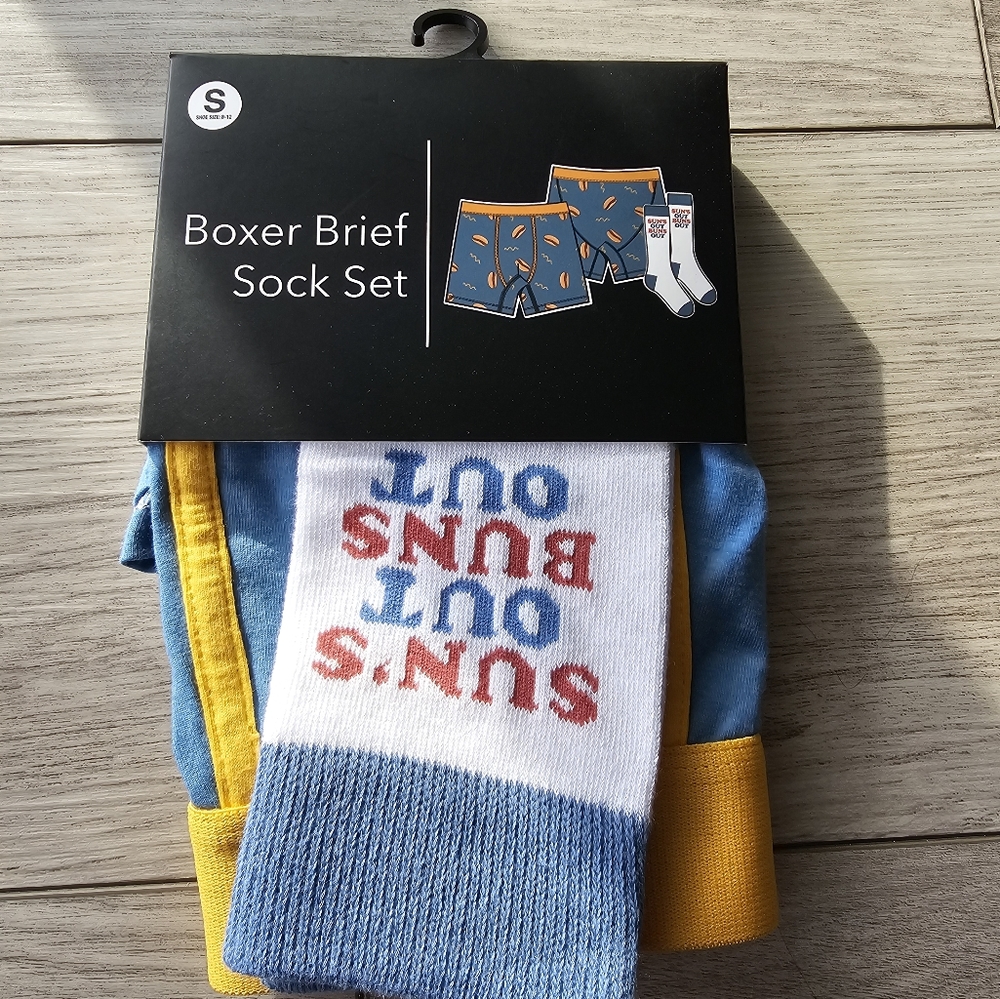 S
SHOE SIZE: 8-12
Boxer Brief
Sock Set
SUN'S
OUT
BUNS
OUT
SUN'S
OUT
BUNS
OUT
SUN'S
OUT
BUNS
OUT